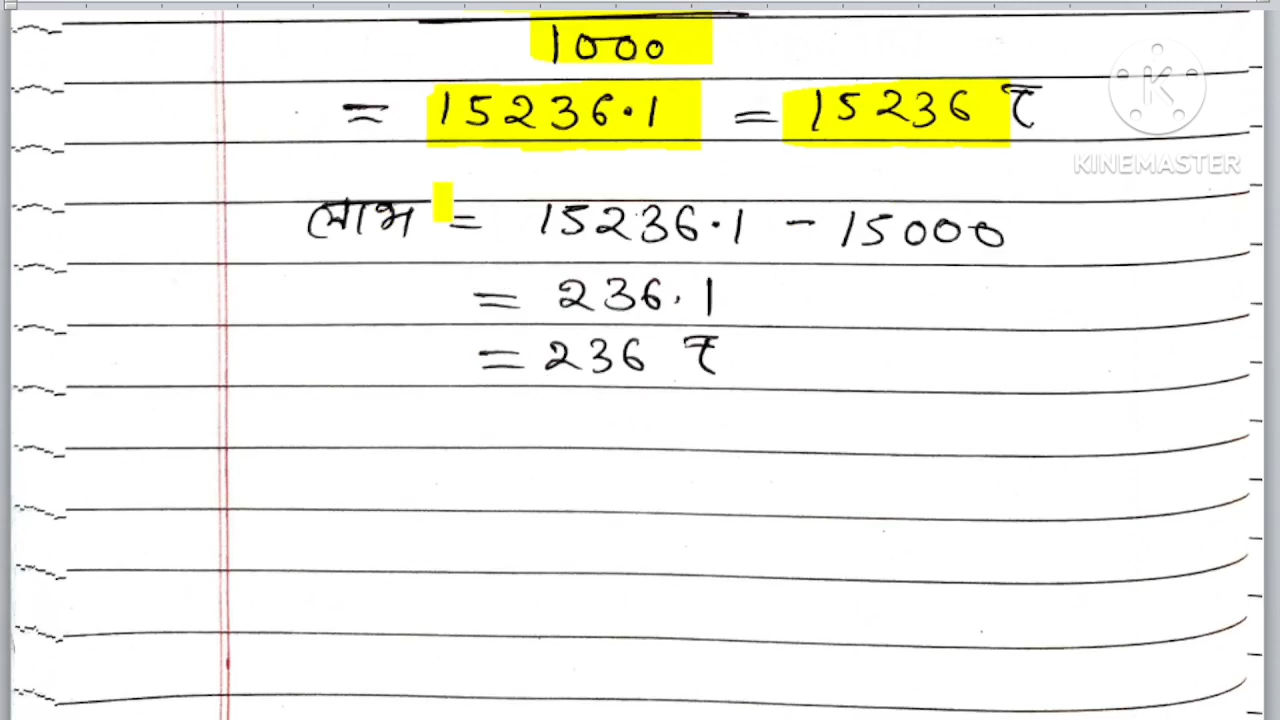 1000
= 15236.1 = 15236 ₹
KINEMASTER
লাভ = 15236.1 - 15000
= 236.1
= 236 ₹